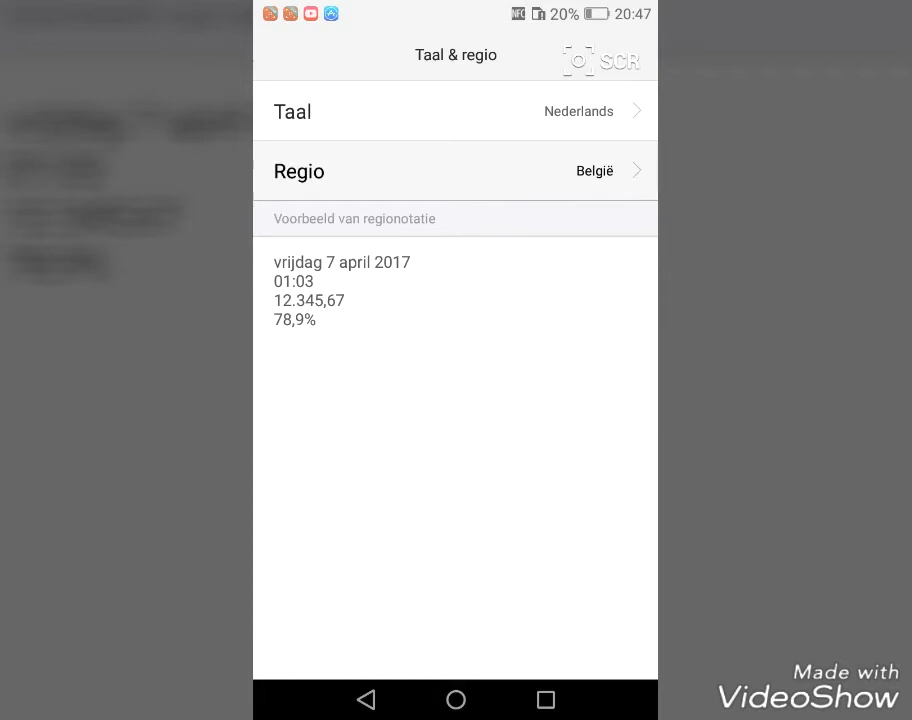 NFC 20% 20:47
Taal & regio
SCR
Taal Nederlands
Regio België
Voorbeeld van regionotatie
vrijdag 7 april 2017
01:03
12.345,67
78,9%
Made with
VideoShow